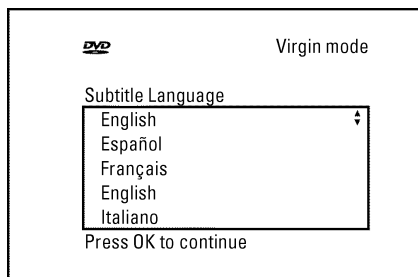 DVD
Virgin mode
Subtitle Language
English
Español
Français
English
Italiano
Press OK to continue